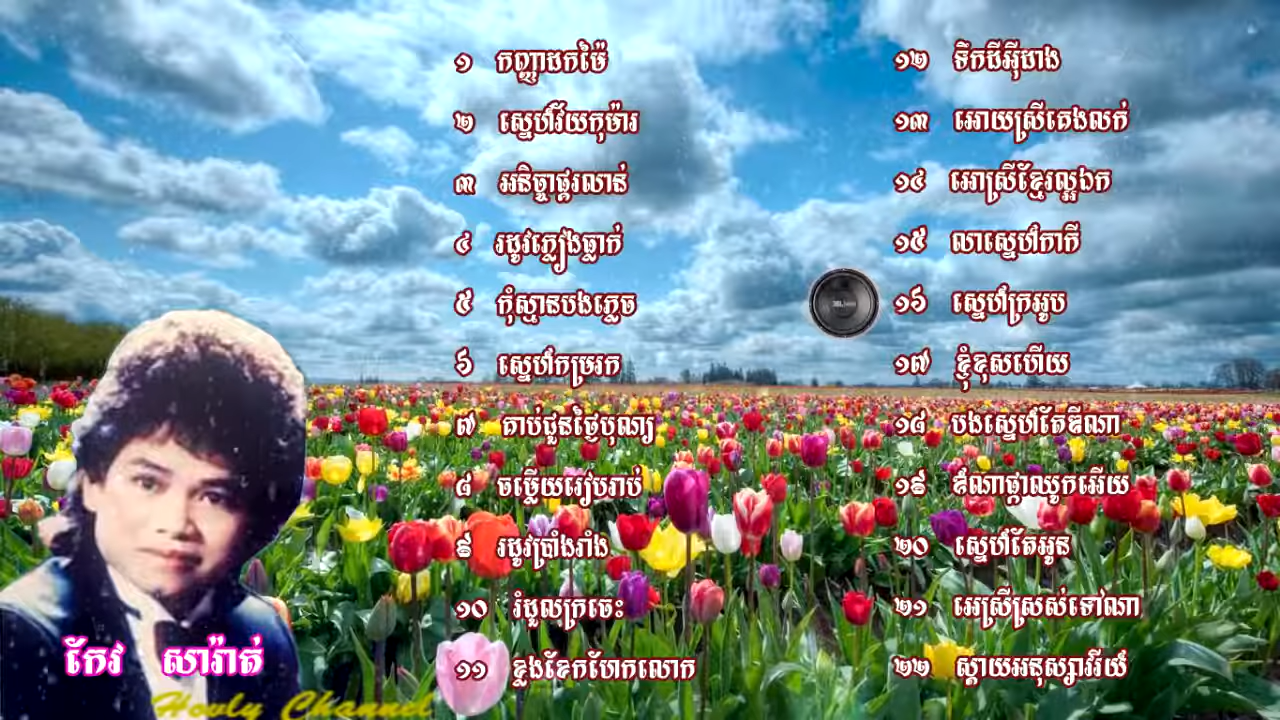 ១ កញ្ញាដកម៉ៃ
២ ស្នេហ៍វ័យកុម៉ារ
៣ អនិច្ចាផ្គរលាន់
៤ រដូវភ្លៀងធ្លាក់
៥ កុំស្មានបងភ្លេច
៦ ស្នេហ៍កម្ររក
៧ គាប់ជួនថ្ងៃបុណ្យ
៨ ចម្លើយរៀបរាប់
៩ រដូវប្រាំងរាំង
១០ រំដួលក្រចេះ
១១ ខ្លងខែកហែកលោក
១២ ទឹកដីអ៊ីដាង
១៣ អោយស្រីគេងលក់
១៤ អោស្រីខ្មែរល្អឯក
១៥ លាស្នេហ៍កាកី
១៦ ស្នេហ៍ក្រអូប
១៧ ខ្ញុំខុសហើយ
១៨ បងស្នេហ៍តែឌីណា
១៩ ឌីណាផ្កាឈូកអើយ
២០ ស្នេហ៍តែអូន
២១ អេស្រីស្រស់ទៅណា
២២ ស្តាយអនុស្សាវរីយ៍
កែវ សារ៉ាត់
Hovly Channel